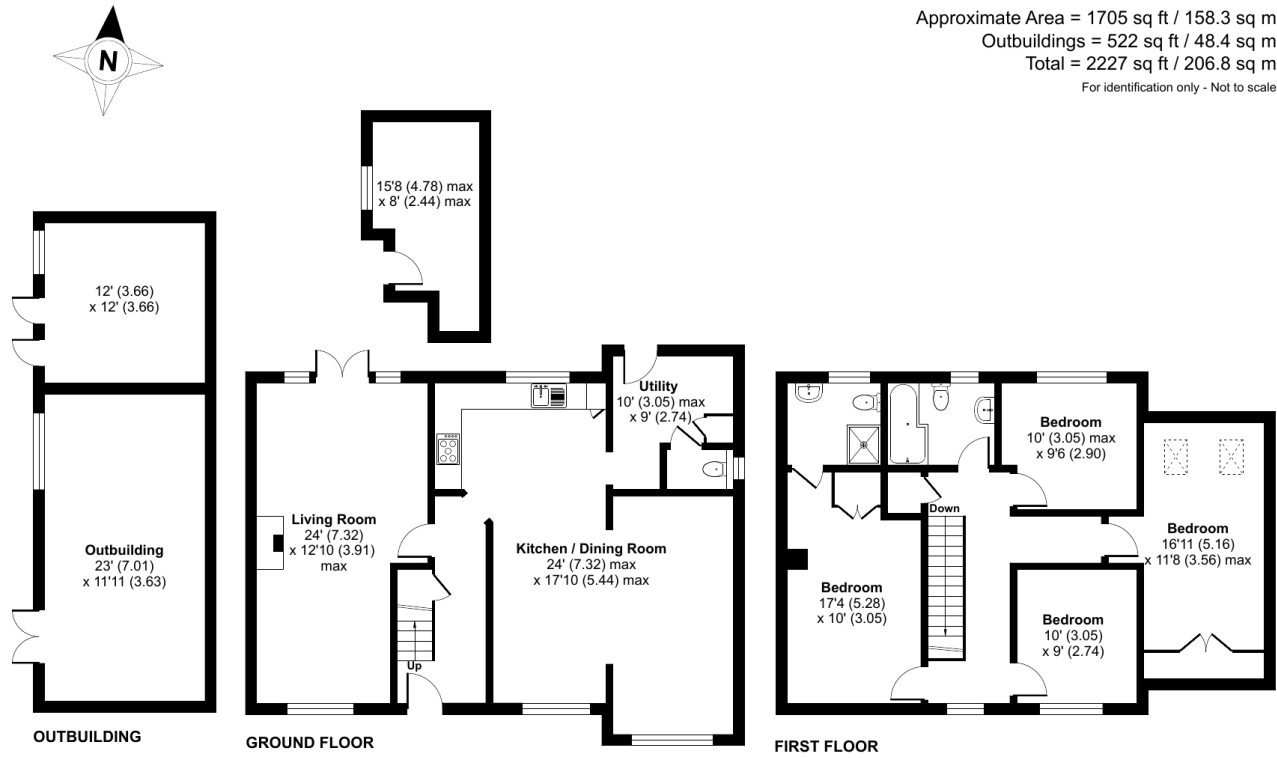 Approximate Area = 1705 sq ft / 158.3 sq m
Outbuildings = 522 sq ft / 48.4 sq m
Total = 2227 sq ft / 206.8 sq m
For identification only - Not to scale
N
15'8 (4.78) max
x 8' (2.44) max
12' (3.66)
x 12' (3.66)
Outbuilding
23' (7.01)
x 11'11 (3.63)
OUTBUILDING
Living Room
24' (7.32)
x 12'10 (3.91)
max
Up
Kitchen / Dining Room
24' (7.32) max
x 17'10 (5.44) max
Utility
10' (3.05) max
x 9' (2.74)
GROUND FLOOR
Bedroom
10' (3.05) max
x 9'6 (2.90)
Down
Bedroom
16'11 (5.16)
x 11'8 (3.56) max
Bedroom
17'4 (5.28)
x 10' (3.05)
Bedroom
10' (3.05)
x 9' (2.74)
FIRST FLOOR